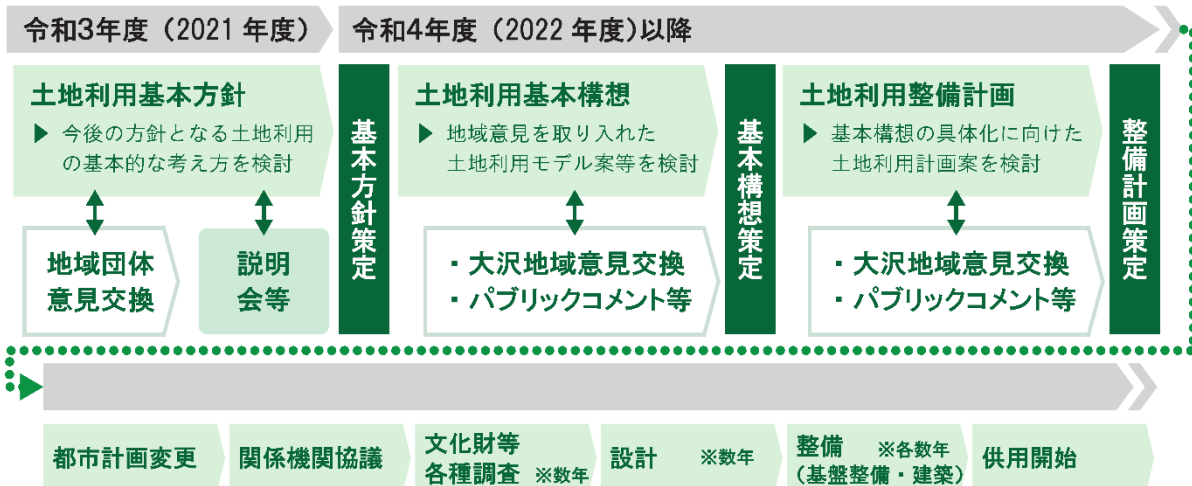 令和3年度（2021 年度）
令和4年度（2022 年度)以降
土地利用基本方針
▶ 今後の方針となる土地利用
の基本的な考え方を検討
地域団体
意見交換
説明
会等
基本方針策定
土地利用基本構想
▶ 地域意見を取り入れた
土地利用モデル案等を検討
・大沢地域意見交換
・パブリックコメント等
基本構想策定
土地利用整備計画
▶ 基本構想の具体化に向けた
土地利用計画案を検討
・大沢地域意見交換
・パブリックコメント等
整備計画策定
都市計画変更
関係機関協議
文化財等
各種調査 ※数年
設計 ※数年
整備 ※各数年
（基盤整備・建築）
供用開始